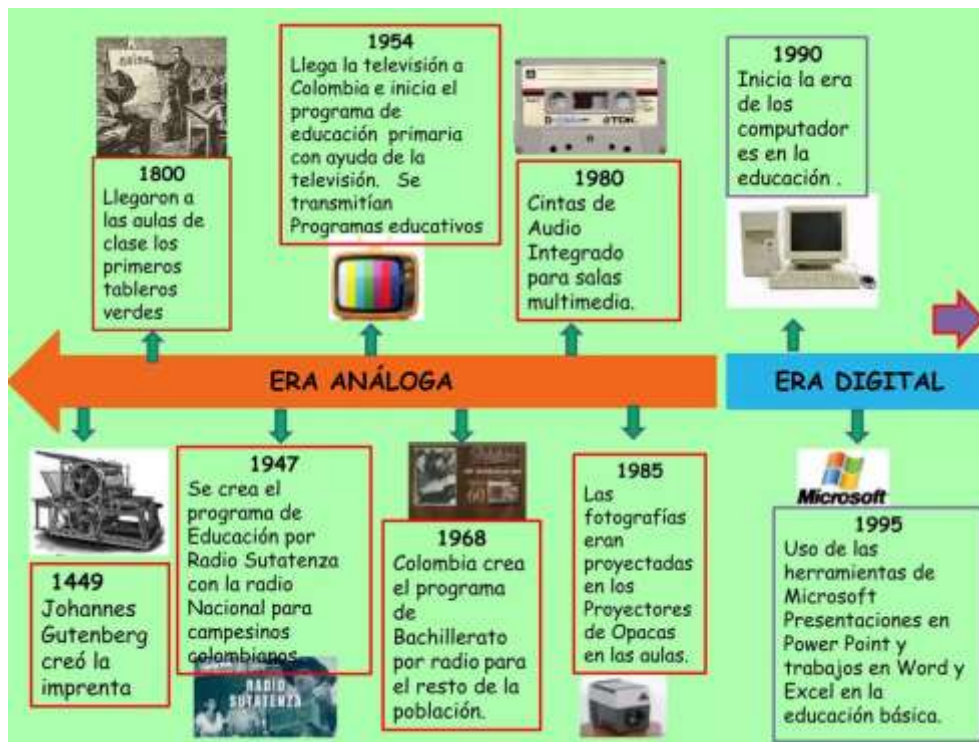 1800
Llegaron a
las aulas de
clase los
primeros
tableros
verdes
1954
Llega la televisión a
Colombia e inicia el
programa de
educación primaria
con ayuda de la
televisión. Se
transmitían
Programas educativos
TDK
1980
Cintas de
Audio
Integrado
para salas
multimedia.
1990
Inicia la era
de los
computador
es en la
educación .
ERA ANÁLOGA
ERA DIGITAL
1449
Johannes
Gutenberg
creó la
imprenta
1947
Se crea el
programa de
Educación por
Radio Sutatenza
con la radio
Nacional para
campesinos
colombianos
RADIO
SUTATENZA
60
1968
Colombia crea
el programa
de
Bachillerato
por radio para
el resto de la
población.
1985
Las
fotografías
eran
proyectadas
en los
Proyectores
de Opacas
en las aulas.
Microsoft
1995
Uso de las
herramientas de
Microsoft
Presentaciones en
Power Point y
trabajos en Word y
Excel en la
educación básica.